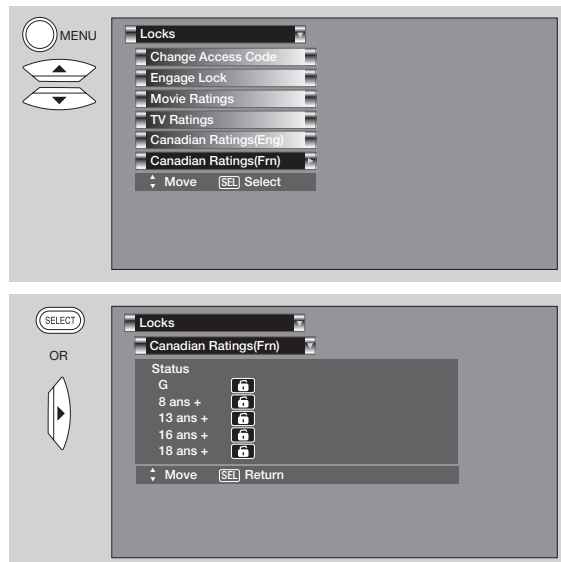 MENU
Locks
Change Access Code
Engage Lock
Movie Ratings
TV Ratings
Canadian Ratings(Eng)
Canadian Ratings(Frn)
Move SEL Select
SELECT
OR
Locks
Canadian Ratings(Frn)
Status
G
8 ans +
13 ans +
16 ans +
18 ans +
Move SEL Return